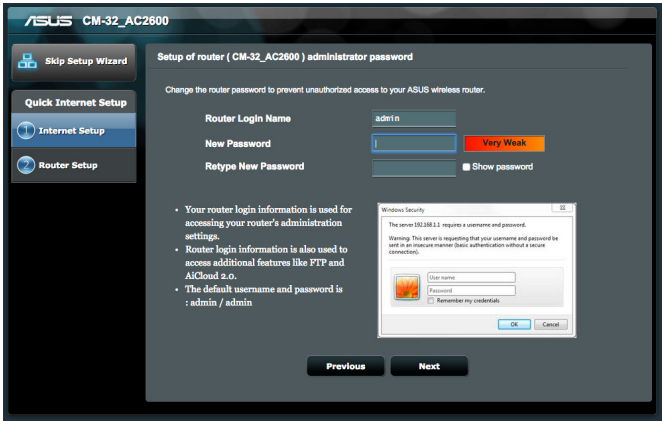 ASUS CM-32_AC2600
Skip Setup Wizard
Quick Internet Setup
1 Internet Setup
2 Router Setup
Setup of router ( CM-32_AC2600 ) administrator password
Change the router password to prevent unauthorized access to your ASUS wireless router.
Router Login Name admin
New Password Very Weak
Retype New Password Show password
• Your router login information is used for
accessing your router's administration
settings.
• Router login information is also used to
access additional features like FTP and
AiCloud 2.0.
• The default username and password is
: admin / admin
Windows Security
The server 192.168.1.1 requires a username and password.
Warning: This server is requesting that your username and password be
sent in an insecure manner (basic authentication without a secure
connection).
User name
Password
Remember my credentials
OK Cancel
Previous Next